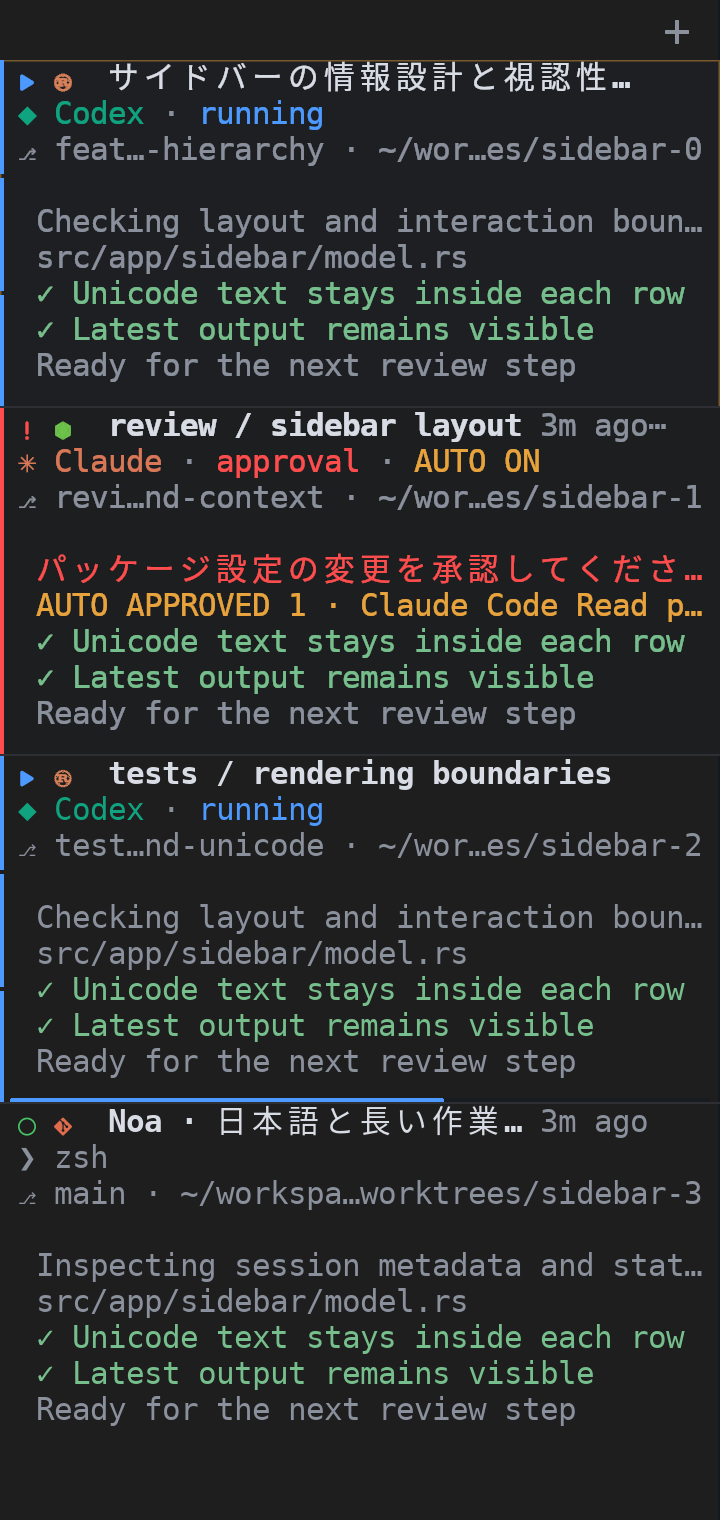 +
サイドバーの情報設計と視認性…
◆ Codex · running
⎇ feat…-hierarchy · ~/wor…es/sidebar-0
Checking layout and interaction boun…
src/app/sidebar/model.rs
✓ Unicode text stays inside each row
✓ Latest output remains visible
Ready for the next review step
! review / sidebar layout 3m ago⋯
✳ Claude · approval · AUTO ON
⎇ revi…nd-context · ~/wor…es/sidebar-1
パッケージ設定の変更を承認してくださ…
AUTO APPROVED 1 · Claude Code Read p…
✓ Unicode text stays inside each row
✓ Latest output remains visible
Ready for the next review step
tests / rendering boundaries
◆ Codex · running
⎇ test…nd-unicode · ~/wor…es/sidebar-2
Checking layout and interaction boun…
src/app/sidebar/model.rs
✓ Unicode text stays inside each row
✓ Latest output remains visible
Ready for the next review step
Noa · 日本語と長い作業… 3m ago
❯ zsh
⎇ main · ~/workspa…worktrees/sidebar-3
Inspecting session metadata and stat…
src/app/sidebar/model.rs
✓ Unicode text stays inside each row
✓ Latest output remains visible
Ready for the next review step